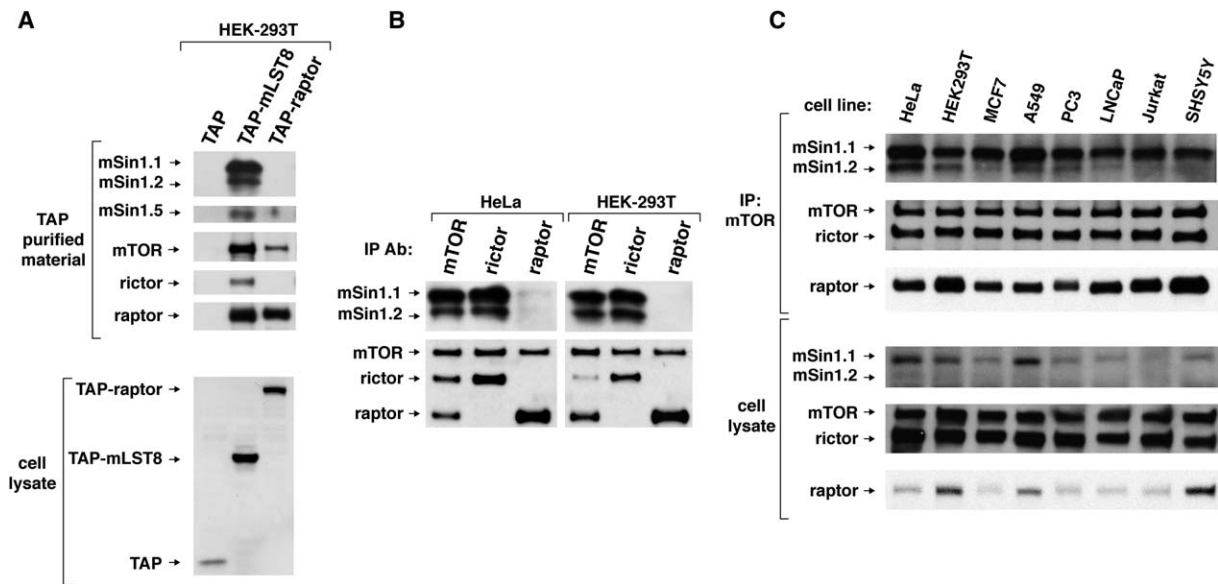 A
HEK-293T
TAP
TAP-mLST8
TAP-raptor
mSin1.1
mSin1.2
mSin1.5
mTOR
rictor
raptor
TAP
purified
material
TAP-raptor
TAP-mLST8
TAP
cell
lysate
B
HeLa
HEK-293T
IP Ab:
mTOR
rictor
raptor
mTOR
rictor
raptor
mSin1.1
mSin1.2
mTOR
rictor
raptor
C
cell line:
HeLa
HEK293T
MCF7
A549
PC3
LNCaP
Jurkat
SHSY5Y
mSin1.1
mSin1.2
IP:
mTOR
mTOR
rictor
raptor
mSin1.1
mSin1.2
cell
lysate
mTOR
rictor
raptor